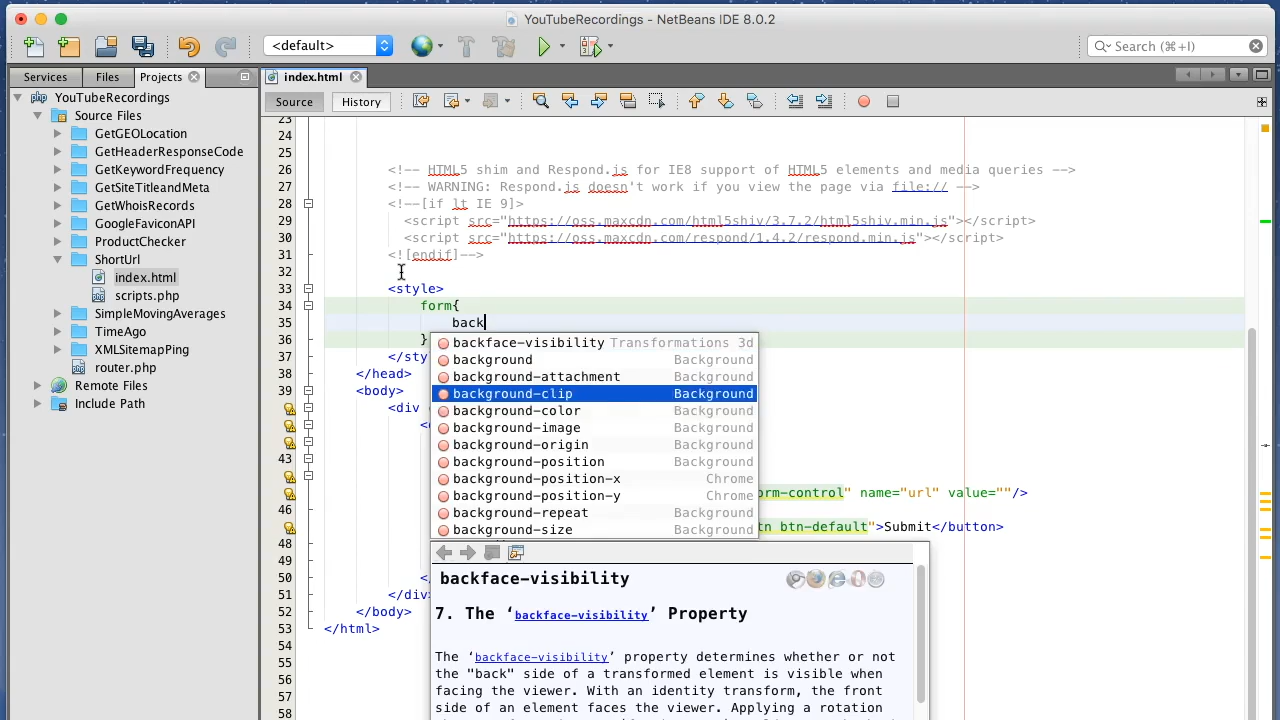 YouTubeRecordings - NetBeans IDE 8.0.2
<default>
Search (⌘+I)
Services
Files
Projects
index.html
Source
History
YouTubeRecordings
Source Files
GetGEOLocation
GetHeaderResponseCode
GetKeywordFrequency
GetSiteTitleandMeta
GetWhoisRecords
GoogleFaviconAPI
ProductChecker
ShortUrl
index.html
scripts.php
SimpleMovingAverages
TimeAgo
XMLSitemapPing
router.php
Remote Files
Include Path
23
24
25
26 <!-- HTML5 shim and Respond.js for IE8 support of HTML5 elements and media queries -->
27 <!-- WARNING: Respond.js doesn't work if you view the page via file:// -->
28 <!--[if lt IE 9]>
29 <script src="https://oss.maxcdn.com/html5shiv/3.7.2/html5shiv.min.js"></script>
30 <script src="https://oss.maxcdn.com/respond/1.4.2/respond.min.js"></script>
31 <![endif]-->
32
33 <style>
34 form{
35 back
36 }
37 </sty
38 </head>
39 <body>
<div
<
43
orm-control" name="url" value=""/>
46
tn btn-default">Submit</button>
48
49
50 </
51 </div
52 </body>
53 </html>
54
55
56
57
58
backface-visibility Transformations 3d
background Background
background-attachment Background
background-clip Background
background-color Background
background-image Background
background-origin Background
background-position Background
background-position-x Chrome
background-position-y Chrome
background-repeat Background
background-size Background
backface-visibility
7. The ‘backface-visibility’ Property
The ‘backface-visibility’ property determines whether or not
the "back" side of a transformed element is visible when
facing the viewer. With an identity transform, the front
side of an element faces the viewer. Applying a rotation